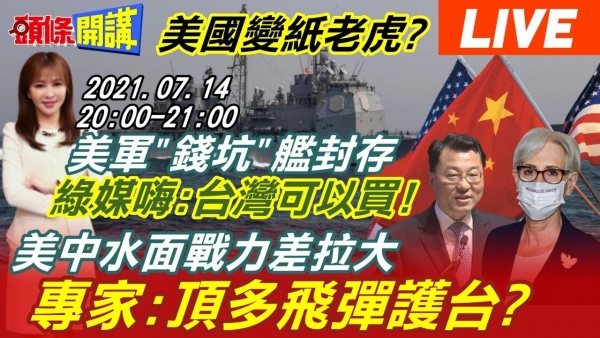 頭條開講
美國變紙老虎?
LIVE
2021.07.14
20:00-21:00
美軍"錢坑"艦封存
綠媒嗨:台灣可以買!
美中水面戰力差拉大
專家:頂多飛彈護台?